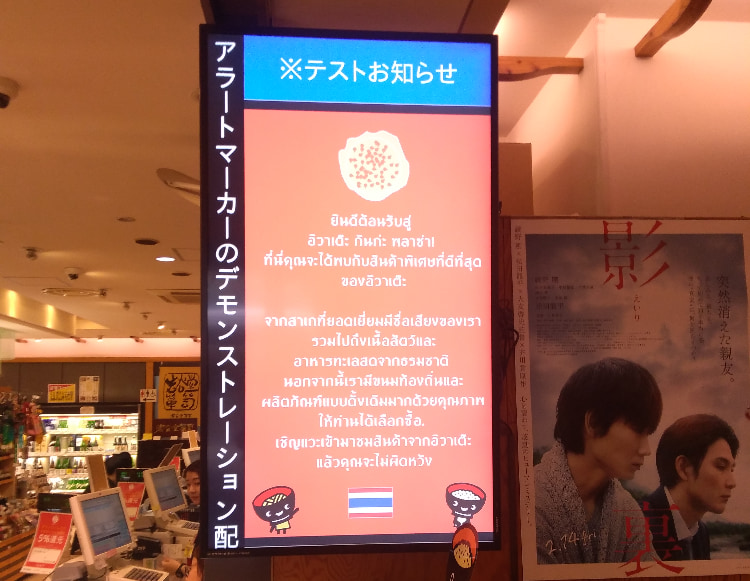 アラートマーカーのデモンストレーション配
※テストお知らせ
ยินดีต้อนรับสู่
อิวาเต๊ะ กินก่ะ พลาซ่า!
ที่นี่คุณจะได้พบกับสินค้าพิเศษที่ดีที่สุด
ของอิวาเต๊ะ
จากสาเกที่ยอดเยี่ยมมีชื่อเสียงของเรา
รวมไปถึงเนื้อสัตว์และ
อาหารทะเลสดจากธรรมชาติ
นอกจากนี้เรามีขนมท้องถิ่นและ
ผลิตภัณฑ์แบบดั้งเดิมมากด้วยคุณภาพ
ให้ท่านได้เลือกซื้อ.
เชิญแวะเข้ามาชมสินค้าจากอิวาเต๊ะ
แล้วคุณจะไม่ผิดหวัง
影
えいり
裏
突然消えた親友。
2.14
5%還元